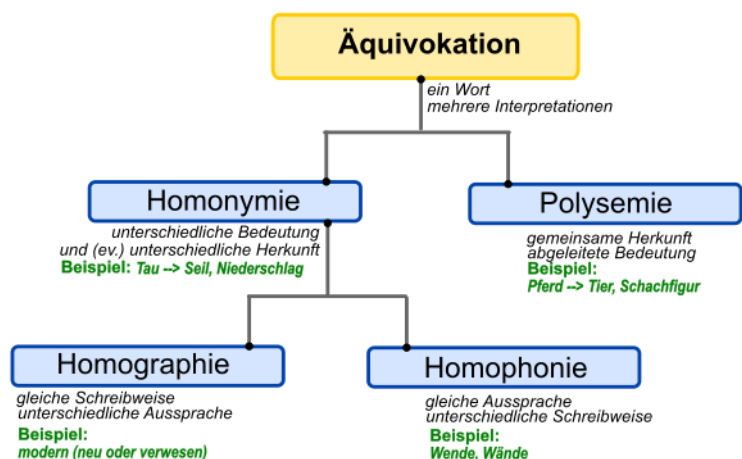 Äquivokation
ein Wort
mehrere Interpretationen
Homonymie
unterschiedliche Bedeutung
und (ev.) unterschiedliche Herkunft
Beispiel: Tau --> Seil, Niederschlag
Polysemie
gemeinsame Herkunft
abgeleitete Bedeutung
Beispiel:
Pferd --> Tier, Schachfigur
Homographie
gleiche Schreibweise
unterschiedliche Aussprache
Beispiel:
modern (neu oder verwesen)
Homophonie
gleiche Aussprache
unterschiedliche Schreibweise
Beispiel:
Wende, Wände